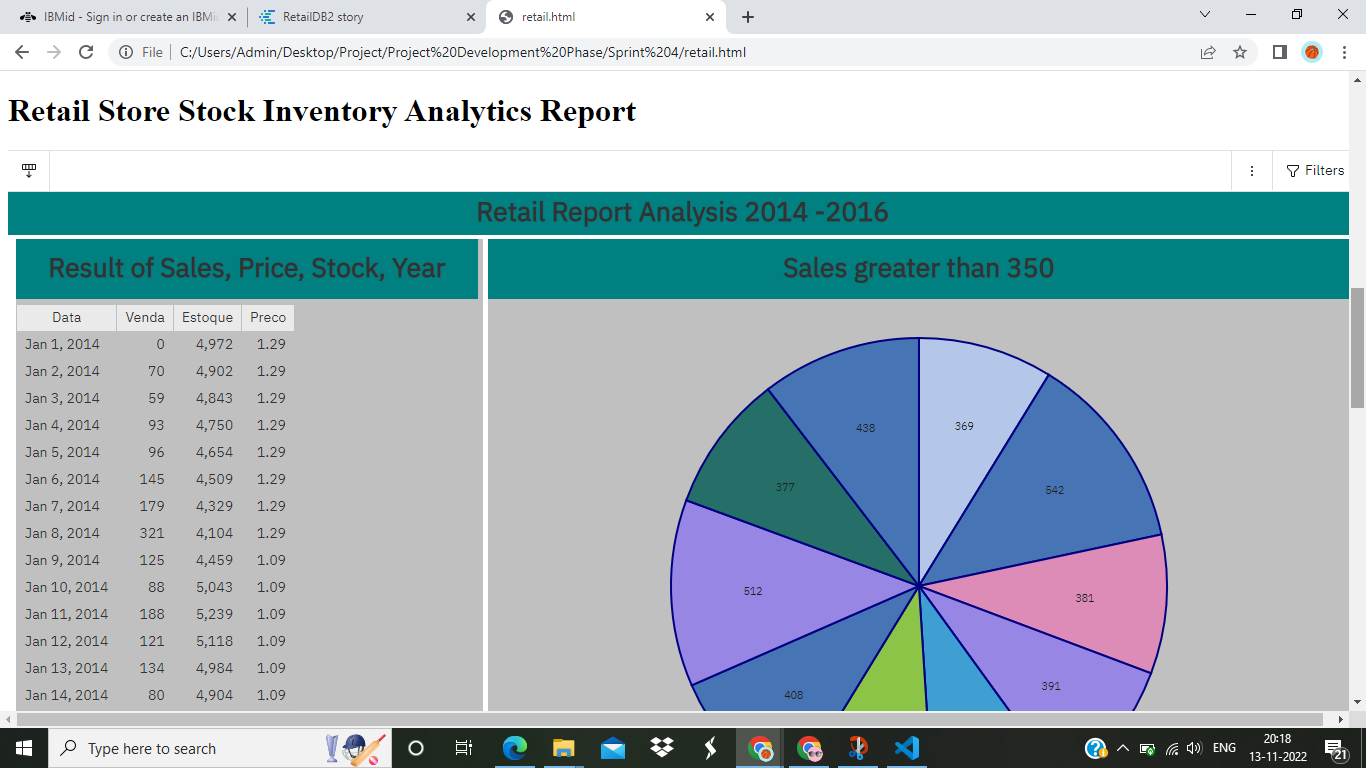 IBMid - Sign in or create an IBMi
RetailDB2 story
retail.html
File
C:/Users/Admin/Desktop/Project/Project%20Development%20Phase/Sprint%204/retail.html
Retail Store Stock Inventory Analytics Report
Filters
Retail Report Analysis 2014 -2016
Result of Sales, Price, Stock, Year
Data Venda Estoque Preco
Jan 1, 2014 0 4,972 1.29
Jan 2, 2014 70 4,902 1.29
Jan 3, 2014 59 4,843 1.29
Jan 4, 2014 93 4,750 1.29
Jan 5, 2014 96 4,654 1.29
Jan 6, 2014 145 4,509 1.29
Jan 7, 2014 179 4,329 1.29
Jan 8, 2014 321 4,104 1.29
Jan 9, 2014 125 4,459 1.09
Jan 10, 2014 88 5,043 1.09
Jan 11, 2014 188 5,239 1.09
Jan 12, 2014 121 5,118 1.09
Jan 13, 2014 134 4,984 1.09
Jan 14, 2014 80 4,904 1.09
Sales greater than 350
438
369
377
542
512
381
408
391
Type here to search
ENG
20:18
13-11-2022
21